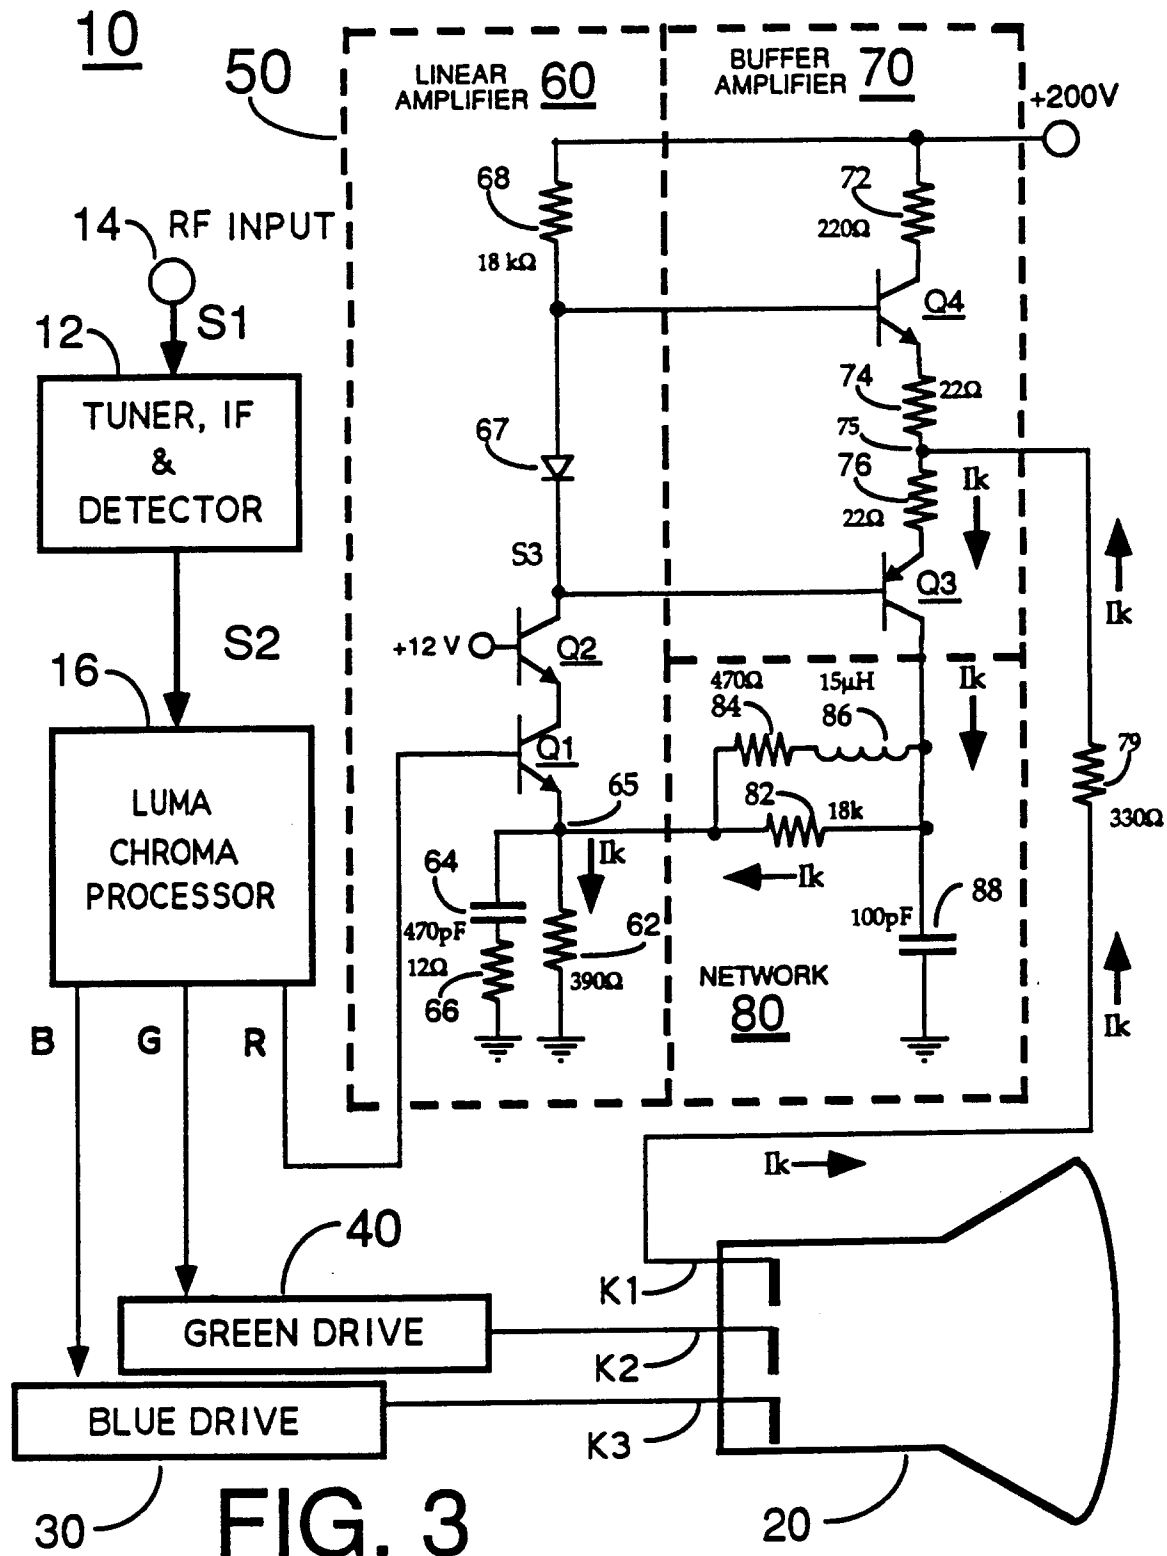 10
50
LINEAR
AMPLIFIER 60
BUFFER
AMPLIFIER 70
+200V
68
18 kΩ
72
220Ω
14
RF INPUT
S1
12
TUNER, IF
&
DETECTOR
Q4
74
22Ω
75
76
22Ω
Ik
67
S3
Q3
Ik
S2
+12 V
Q2
16
LUMA
CHROMA
PROCESSOR
470Ω
84
15µH
86
Ik
Q1
65
82
18k
79
330Ω
64
470pF
12Ω
66
Ik
62
390Ω
Ik
100pF
88
NETWORK
80
Ik
B
G
R
Ik
40
GREEN DRIVE
BLUE DRIVE
K1
K2
K3
30
20
FIG. 3